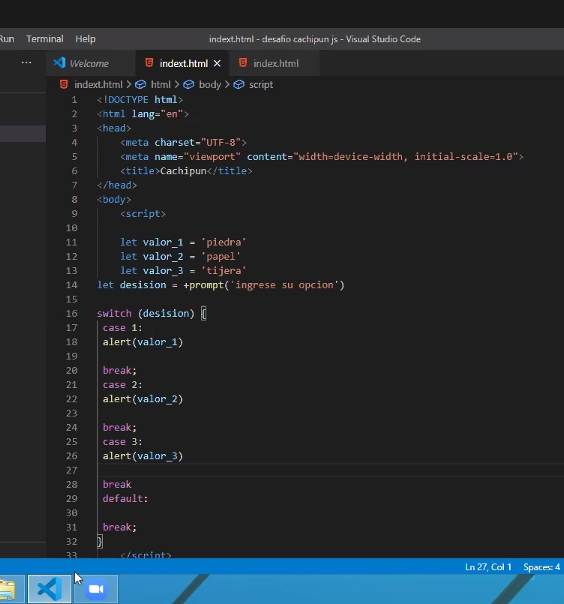 Run Terminal Help indext.html - desafio cachipun js - Visual Studio Code
··· Welcome indext.html × index.html
indext.html > html > body > script
1 <!DOCTYPE html>
2 <html lang="en">
3 <head>
4 <meta charset="UTF-8">
5 <meta name="viewport" content="width=device-width, initial-scale=1.0">
6 <title>Cachipun</title>
7 </head>
8 <body>
9 <script>
10
11 let valor_1 = 'piedra'
12 let valor_2 = 'papel'
13 let valor_3 = 'tijera'
14 let desision = +prompt('ingrese su opcion')
15
16 switch (desision) {
17 case 1:
18 alert(valor_1)
19
20 break;
21 case 2:
22 alert(valor_2)
23
24 break;
25 case 3:
26 alert(valor_3)
27
28 break
29 default:
30
31 break;
32 }
33 </script>
Ln 27, Col 1 Spaces: 4